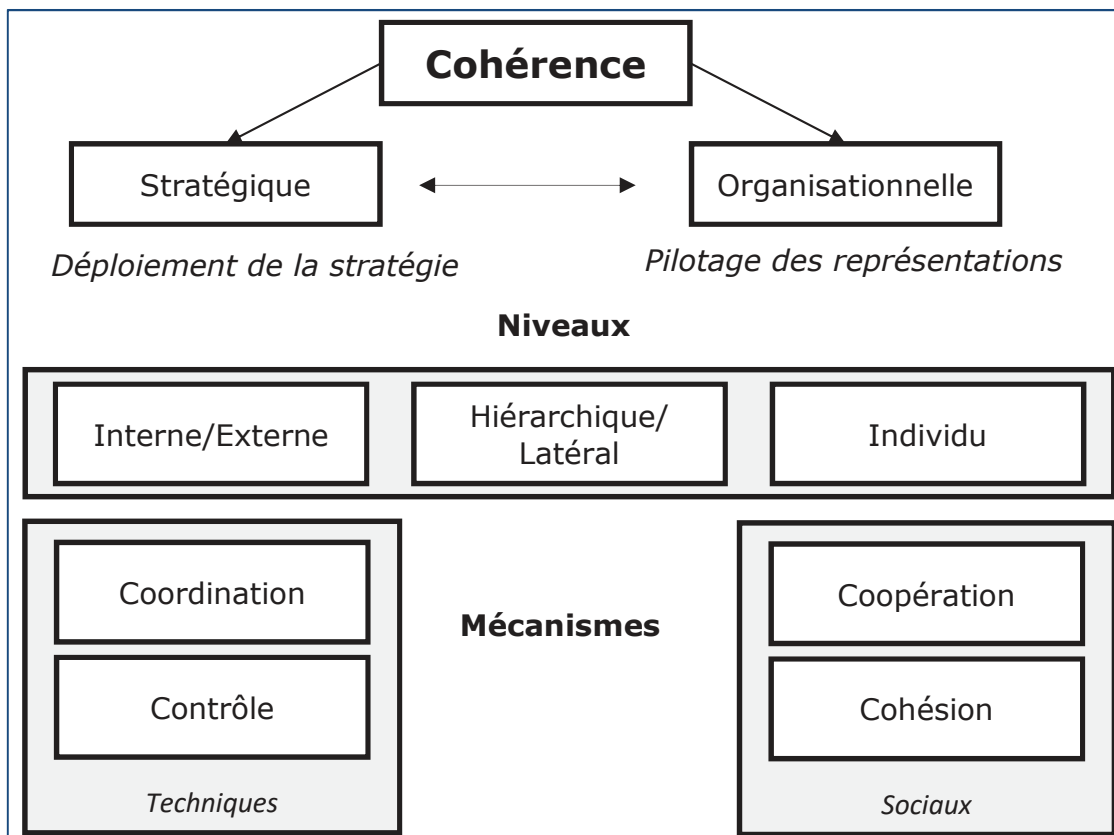 Cohérence
Stratégique
Organisationnelle
Déploiement de la stratégie
Pilotage des représentations
Niveaux
Interne/Externe
Hiérarchique/
Latéral
Individu
Coordination
Coopération
Mécanismes
Contrôle
Cohésion
Techniques
Sociaux